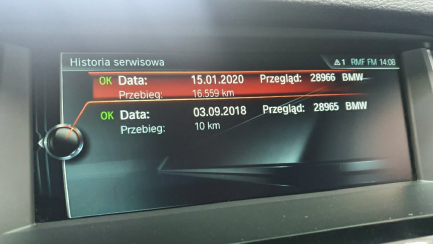 Historia serwisowa ⚠1 RMF FM 14:08
OK Data: 15.01.2020 Przegląd: 28966 BMW
Przebieg: 16.559 km
OK Data: 03.09.2018 Przegląd: 28965 BMW
Przebieg: 10 km